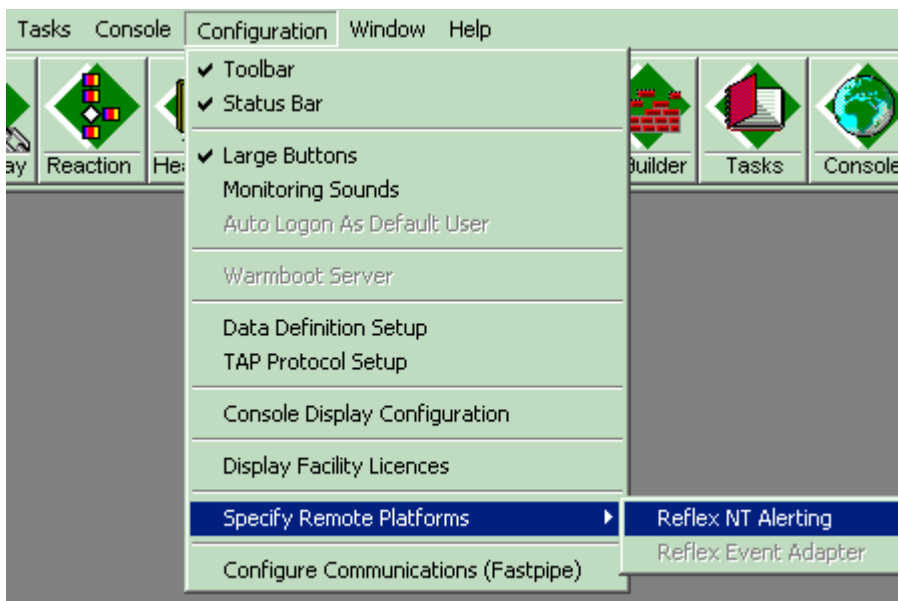 Tasks Console Configuration Window Help
Toolbar
Status Bar
Large Buttons
Monitoring Sounds
Auto Logon As Default User
Warmboot Server
Data Definition Setup
TAP Protocol Setup
Console Display Configuration
Display Facility Licences
Specify Remote Platforms
Configure Communications (Fastpipe)
Reflex NT Alerting
Reflex Event Adapter
Reaction
Tasks
Console